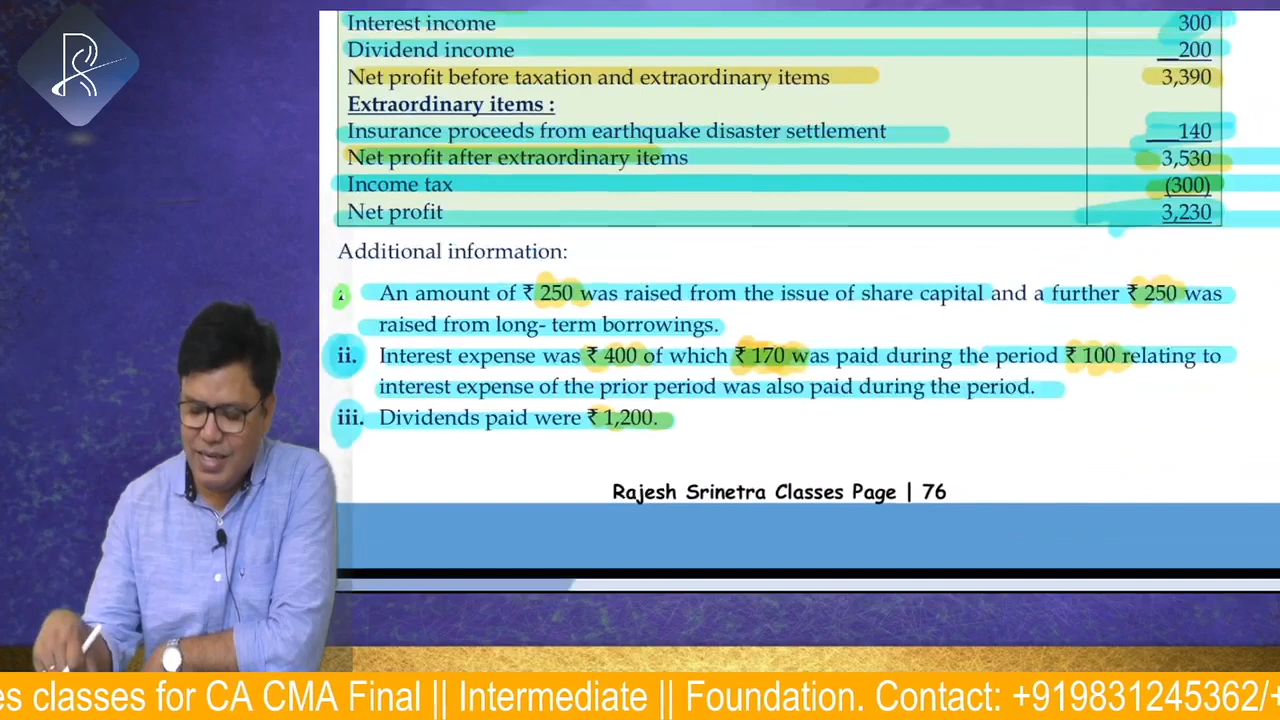 Interest income 300
Dividend income 200
Net profit before taxation and extraordinary items 3,390
Extraordinary items :
Insurance proceeds from earthquake disaster settlement 140
Net profit after extraordinary items 3,530
Income tax (300)
Net profit 3,230
Additional information:
i. An amount of ₹ 250 was raised from the issue of share capital and a further ₹ 250 was
raised from long- term borrowings.
ii. Interest expense was ₹ 400 of which ₹ 170 was paid during the period ₹ 100 relating to
interest expense of the prior period was also paid during the period.
iii. Dividends paid were ₹ 1,200.
Rajesh Srinetra Classes Page | 76
es classes for CA CMA Final || Intermediate || Foundation. Contact: +919831245362/+